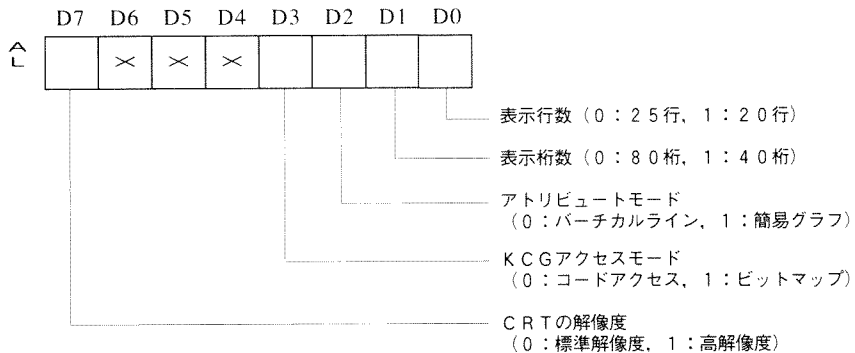 D7 D6 D5 D4 D3 D2 D1 D0
AL
× × ×
表示行数（０：２５行，１：２０行）
表示桁数（０：８０桁，１：４０桁）
アトリビュートモード
（０：バーチカルライン，１：簡易グラフ）
ＫＣＧアクセスモード
（０：コードアクセス，１：ビットマップ）
ＣＲＴの解像度
（０：標準解像度，１：高解像度）